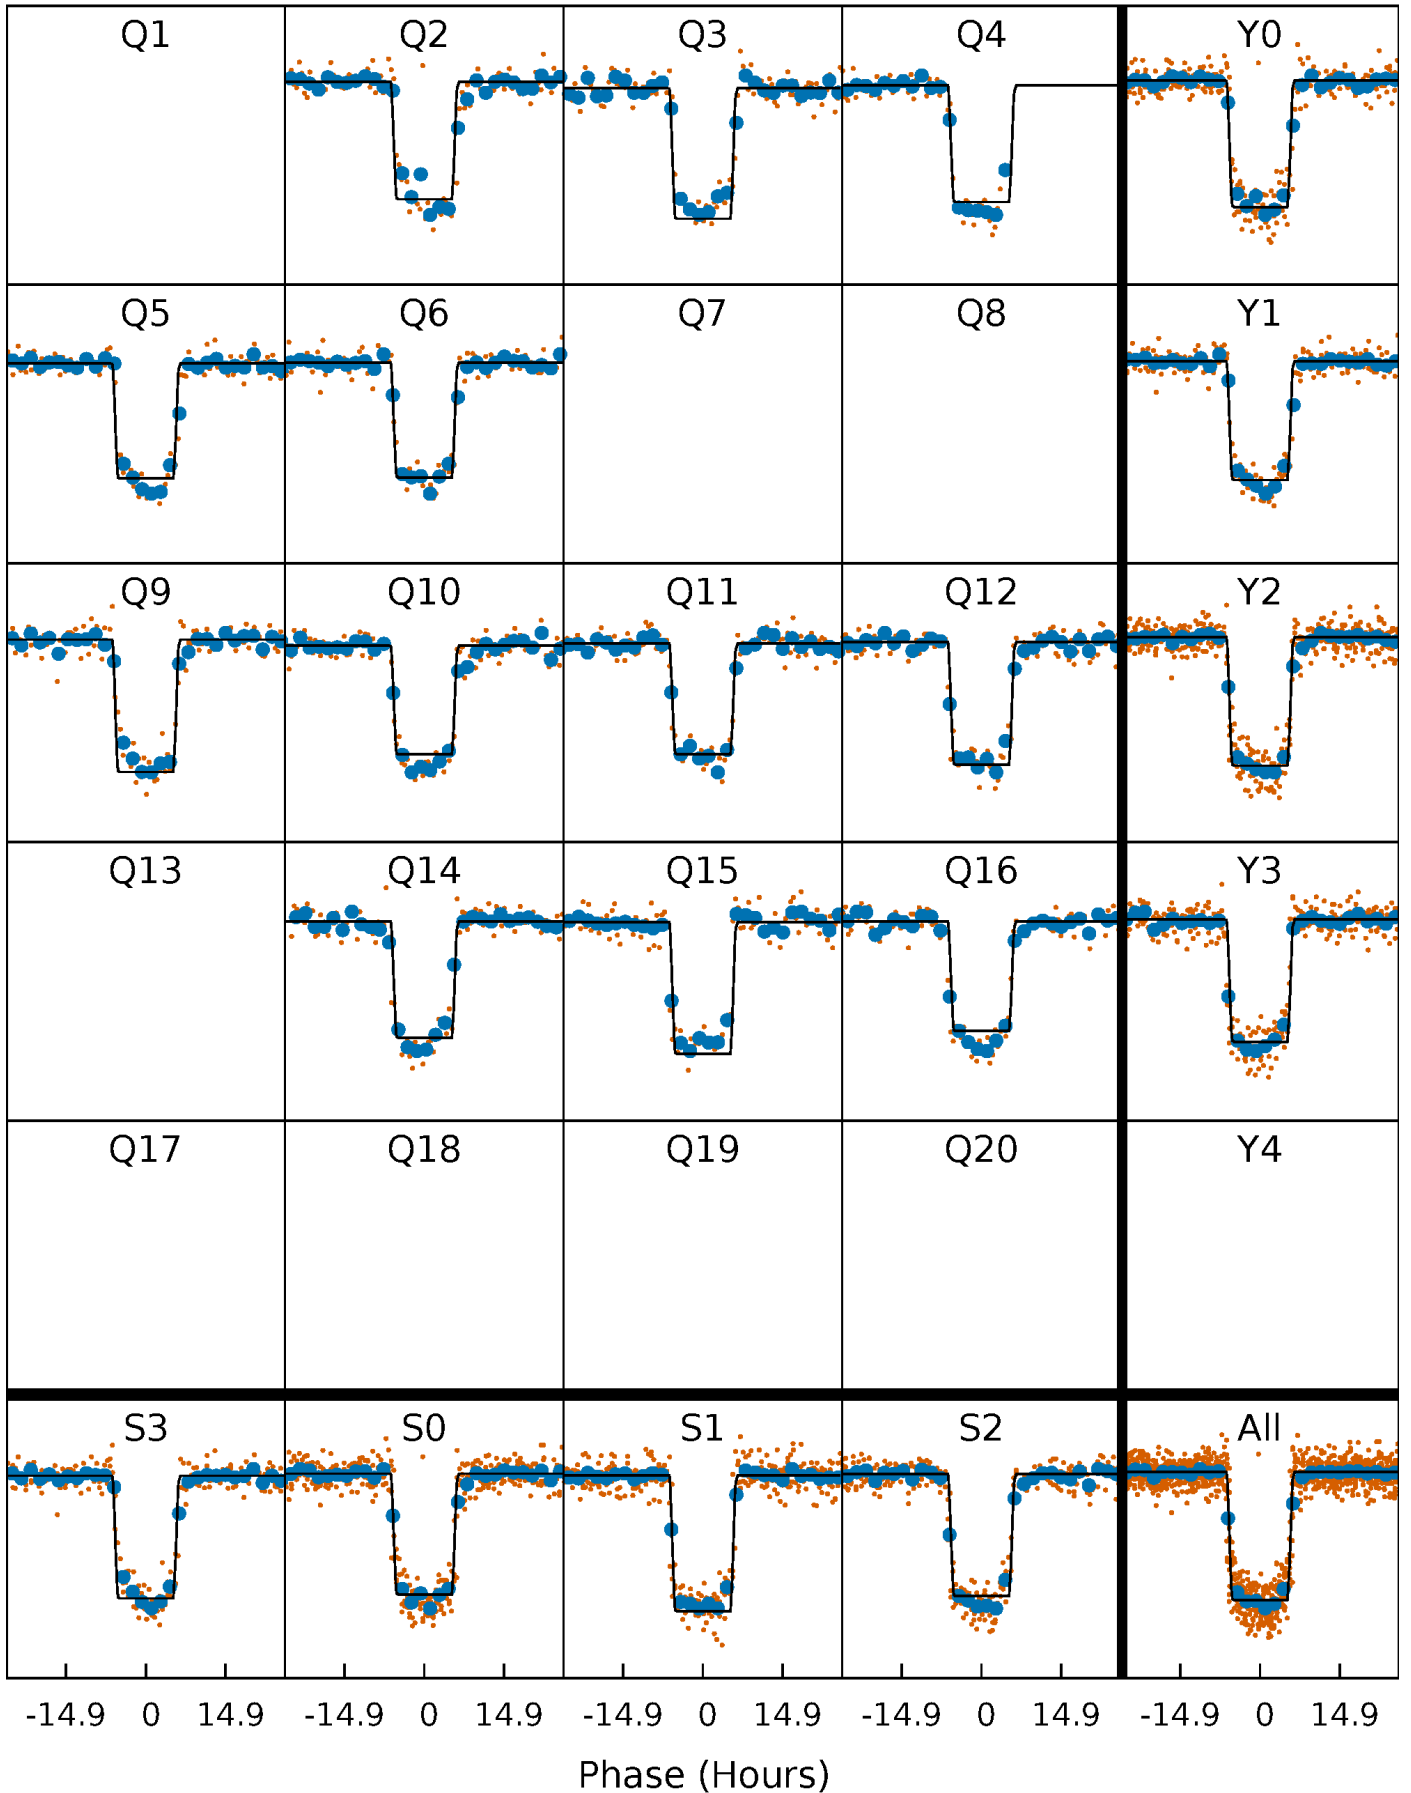 Q1 Q2 Q3 Q4 Y0
Q5 Q6 Q7 Q8 Y1
Q9 Q10 Q11 Q12 Y2
Q13 Q14 Q15 Q16 Y3
Q17 Q18 Q19 Q20 Y4
S3 S0 S1 S2 All
-14.9 0 14.9 -14.9 0 14.9 -14.9 0 14.9 -14.9 0 14.9 -14.9 0 14.9
Phase (Hours)